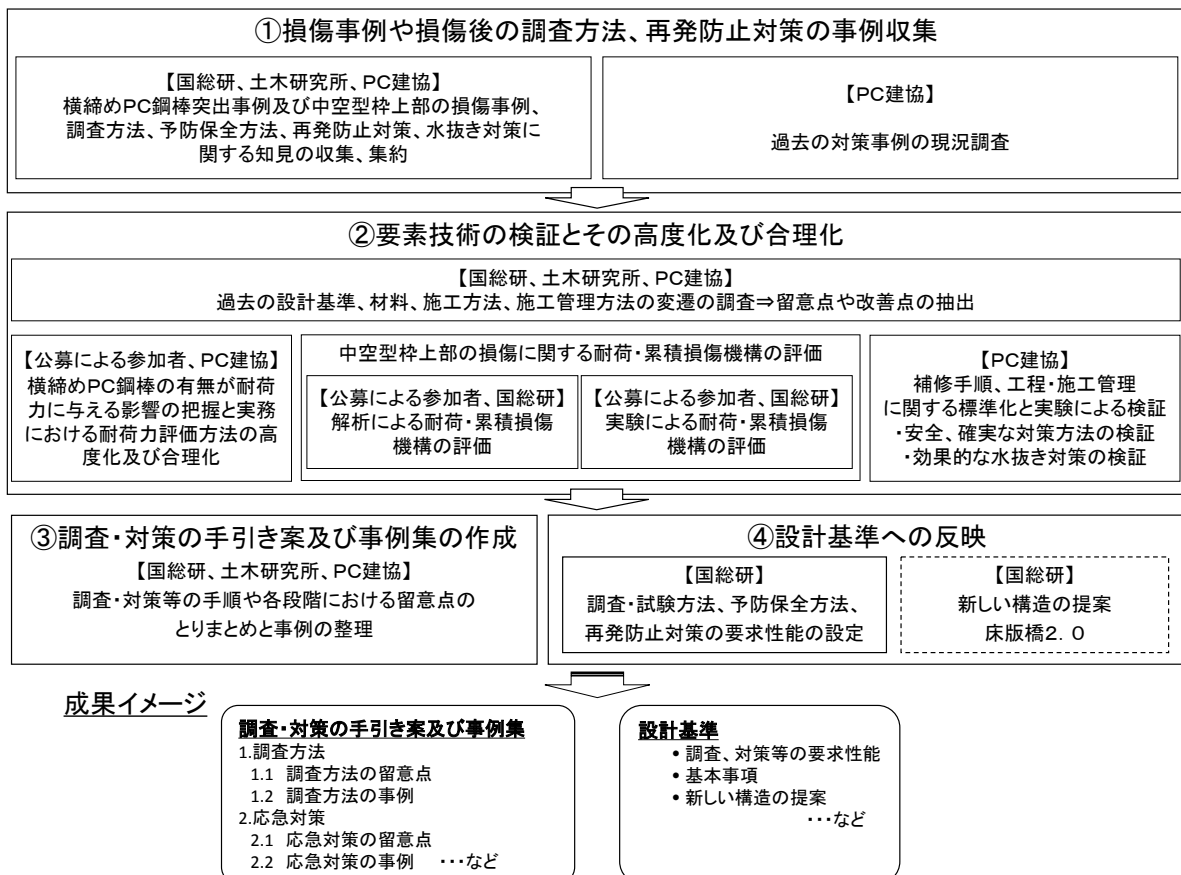 ①損傷事例や損傷後の調査方法、再発防止対策の事例収集
【国総研、土木研究所、PC建協】
横締めPC鋼棒突出事例及び中空型枠上部の損傷事例、
調査方法、予防保全方法、再発防止対策、水抜き対策に
関する知見の収集、集約
【PC建協】
過去の対策事例の現況調査
②要素技術の検証とその高度化及び合理化
【国総研、土木研究所、PC建協】
過去の設計基準、材料、施工方法、施工管理方法の変遷の調査⇒留意点や改善点の抽出
【公募による参加者、PC建協】
横締めPC鋼棒の有無が耐荷
力に与える影響の把握と実務
における耐荷力評価方法の高
度化及び合理化
中空型枠上部の損傷に関する耐荷・累積損傷機構の評価
【公募による参加者、国総研】
解析による耐荷・累積損傷
機構の評価
【公募による参加者、国総研】
実験による耐荷・累積損傷
機構の評価
【PC建協】
補修手順、工程・施工管理
に関する標準化と実験による検証
・安全、確実な対策方法の検証
・効果的な水抜き対策の検証
③調査・対策の手引き案及び事例集の作成
【国総研、土木研究所、PC建協】
調査・対策等の手順や各段階における留意点の
とりまとめと事例の整理
④設計基準への反映
【国総研】
調査・試験方法、予防保全方法、
再発防止対策の要求性能の設定
【国総研】
新しい構造の提案
床版橋2.0
成果イメージ
調査・対策の手引き案及び事例集
1.調査方法
1.1 調査方法の留意点
1.2 調査方法の事例
2.応急対策
2.1 応急対策の留意点
2.2 応急対策の事例 ・・・など
設計基準
• 調査、対策等の要求性能
• 基本事項
• 新しい構造の提案
・・・など